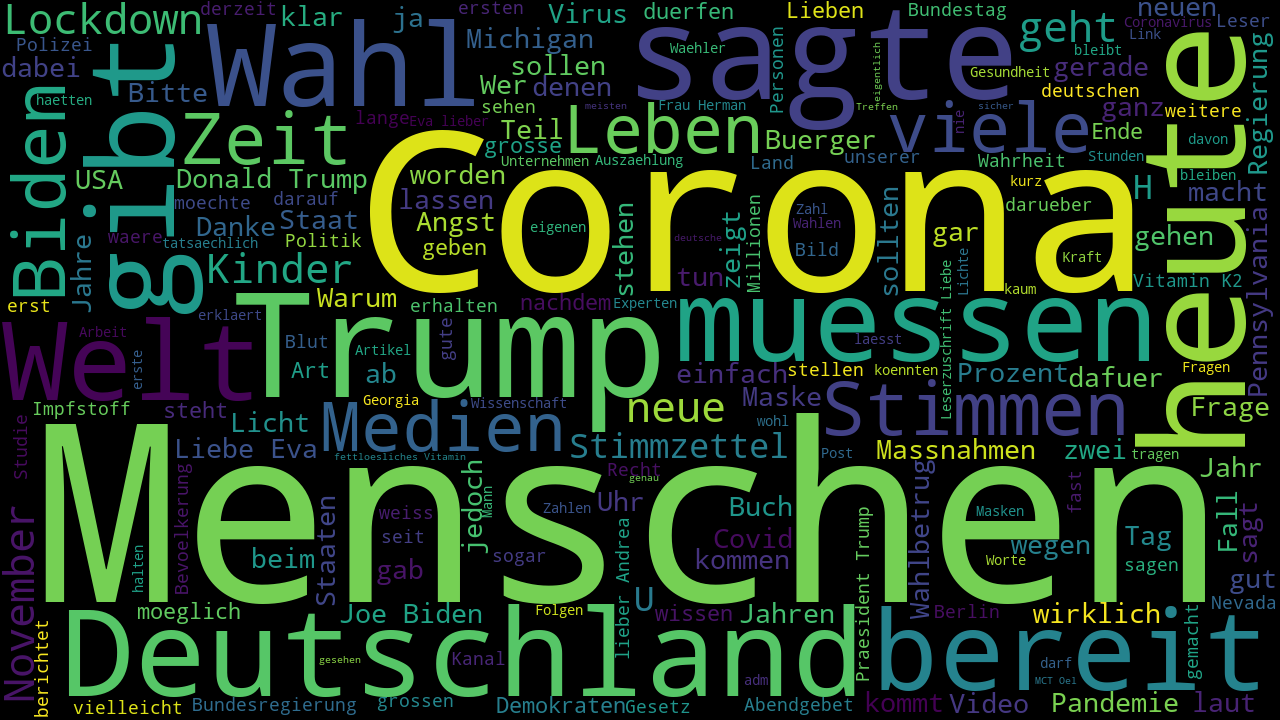 Lockdown
derzeit
klar
ja
ersten
Virus
duerfen
Lieben
Bundestag
neuen
Polizei
dabei
gibt
Wahl
Michigan
sagte
Waehler
geht
Coronavirus
Leser
Link
bleibt
haetten
Bitte
sollen
Wer
denen
Personen
eigentlich
Gesundheit
gerade
deutschen
ganz
weitere
heute
Regierung
Biden
Zeit
lange
Eva lieber
sehen
meisten
Frau Herman
Treffen
sicher
nie
viele
Ende
davon
grosse
Teil
Leben
Buerger
unserer
Wahrheit
Stunden
bleiben
USA
Donald Trump
worden
Unternehmen
Auszaehlung
Land
kurz
H
macht
moechte
darauf
lassen
darueber
Jahre
waere
Danke
Staat
Angst
eigenen
stehen
zeigt
Zahl
Wahlen
sollten
gar
gehen
Pennsylvania
tatsaechlich
Politik
geben
deutsche
Millionen
Bild
Kraft
Corona
Kinder
tun
Lichte
kaum
Vitamin K2
erst
Warum
erhalten
nachdem
Experten
Welt
Trump
muessen
erklaert
Arbeit
erste
Blut
Artikel
gute
laesst
Leserzuschrift Liebe
Fragen
Art
ab
einfach
stellen
koennten
Prozent
dafuer
Impfstoff
steht
Georgia
Wissenschaft
neue
Maske
wohl
Stimmen
Frage
Studie
Licht
Medien
Liebe Eva
Stimmzettel
Massnahmen
zwei
tragen
fettloesliches Vitamin
Recht
genau
Post
Jahr
Menschen
Bevoelkerung
Staaten
jedoch
Mann
Uhr
Buch
Wahlbetrug
fast
Fall
sagt
November
weiss
Zahlen
Masken
halten
beim
seit
gab
sogar
lieber Andrea
Covid
kommen
Praesident Trump
wegen
Worte
Tag
sagen
gut
moeglich
Joe Biden
Folgen
U
wissen
Jahren
Berlin
wirklich
Nevada
berichtet
Deutschland
bereit
gesehen
Kanal
adm
darf
MCT Oel
gemacht
vielleicht
Bundesregierung
grossen
Demokraten
Gesetz
Abendgebet
kommt
Video
Pandemie
laut